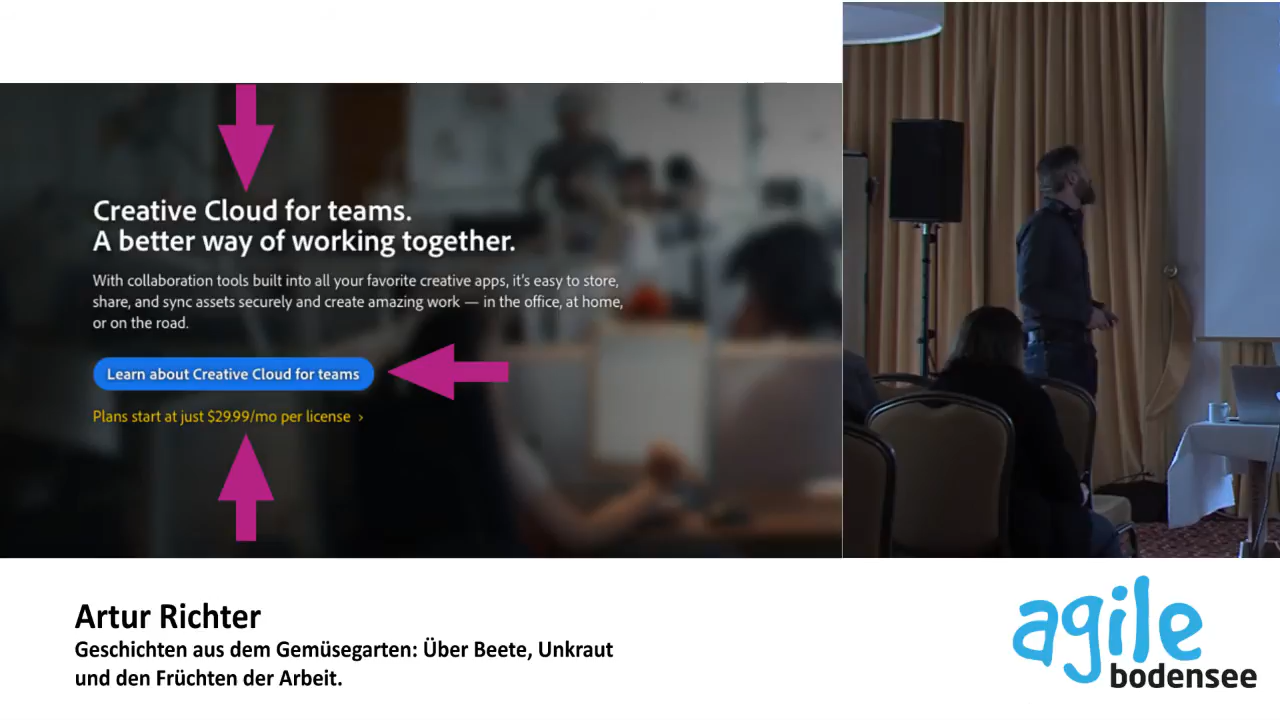 Creative Cloud for teams.
A better way of working together.
With collaboration tools built into all your favorite creative apps, it's easy to store,
share, and sync assets securely and create amazing work — in the office, at home,
or on the road.
Learn about Creative Cloud for teams
Plans start at just $29.99/mo per license ›
Artur Richter
Geschichten aus dem Gemüsegarten: Über Beete, Unkraut
und den Früchten der Arbeit.
agile
bodensee